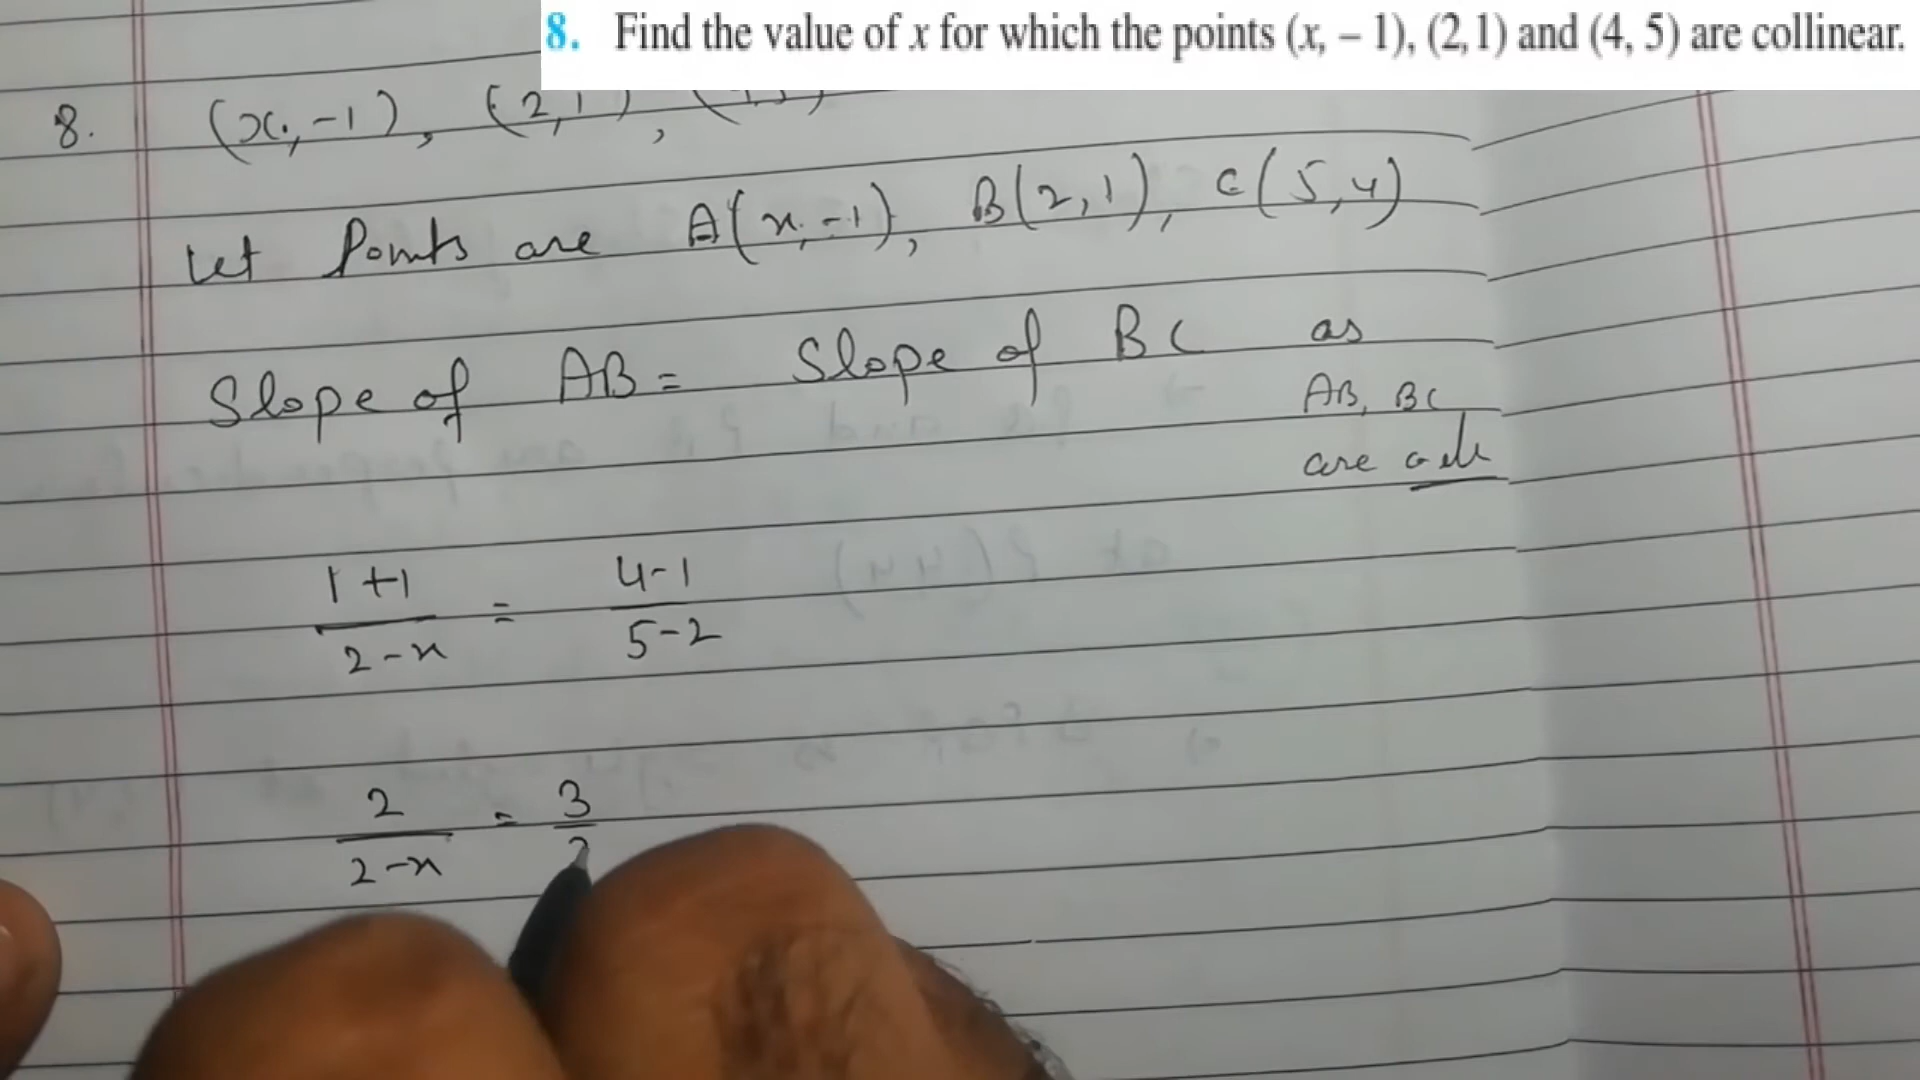 8. Find the value of x for which the points (x, – 1), (2,1) and (4, 5) are collinear.
8. (x, -1), (2,1),
Let Points are A(x, -1), B(2,1), C(5,4)
Slope of AB = Slope of BC as
AB, BC
are
1+1/2-x = 4-1/5-2
2/2-x = 3/